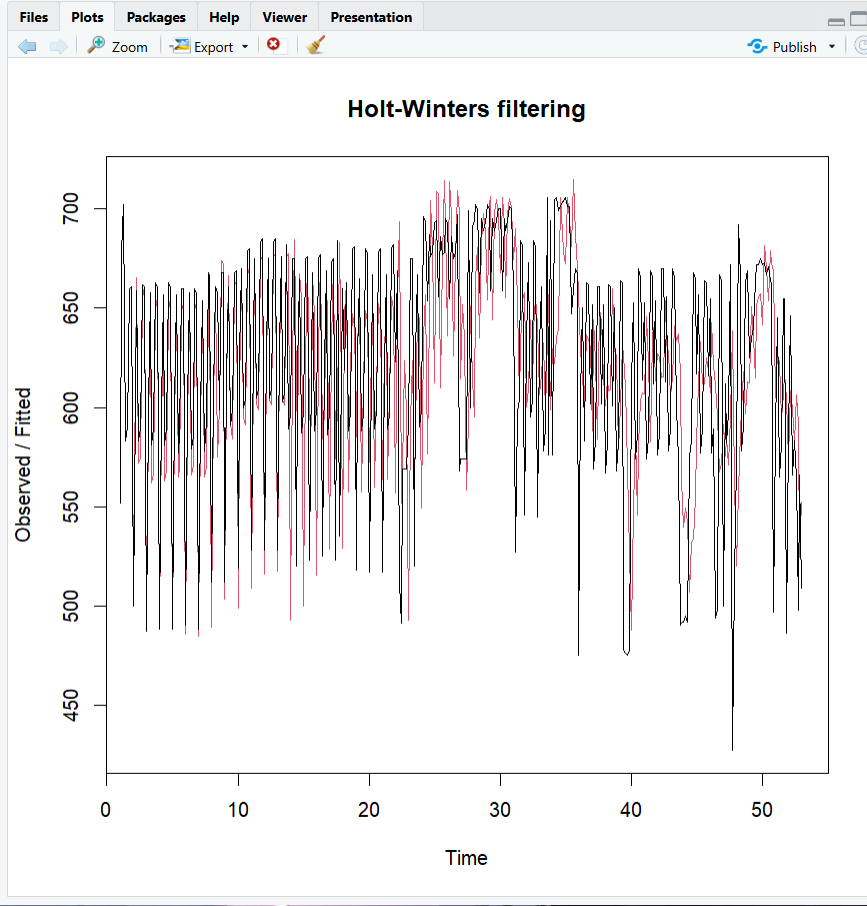 Files Plots Packages Help Viewer Presentation
Zoom Export Publish
Holt-Winters filtering
Observed / Fitted
700
650
600
550
500
450
0 10 20 30 40 50
Time